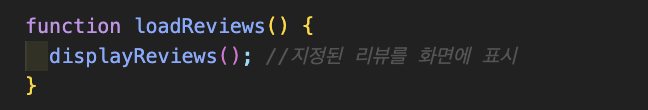 function loadReviews() {
displayReviews(); //지정된 리뷰를 화면에 표시
}